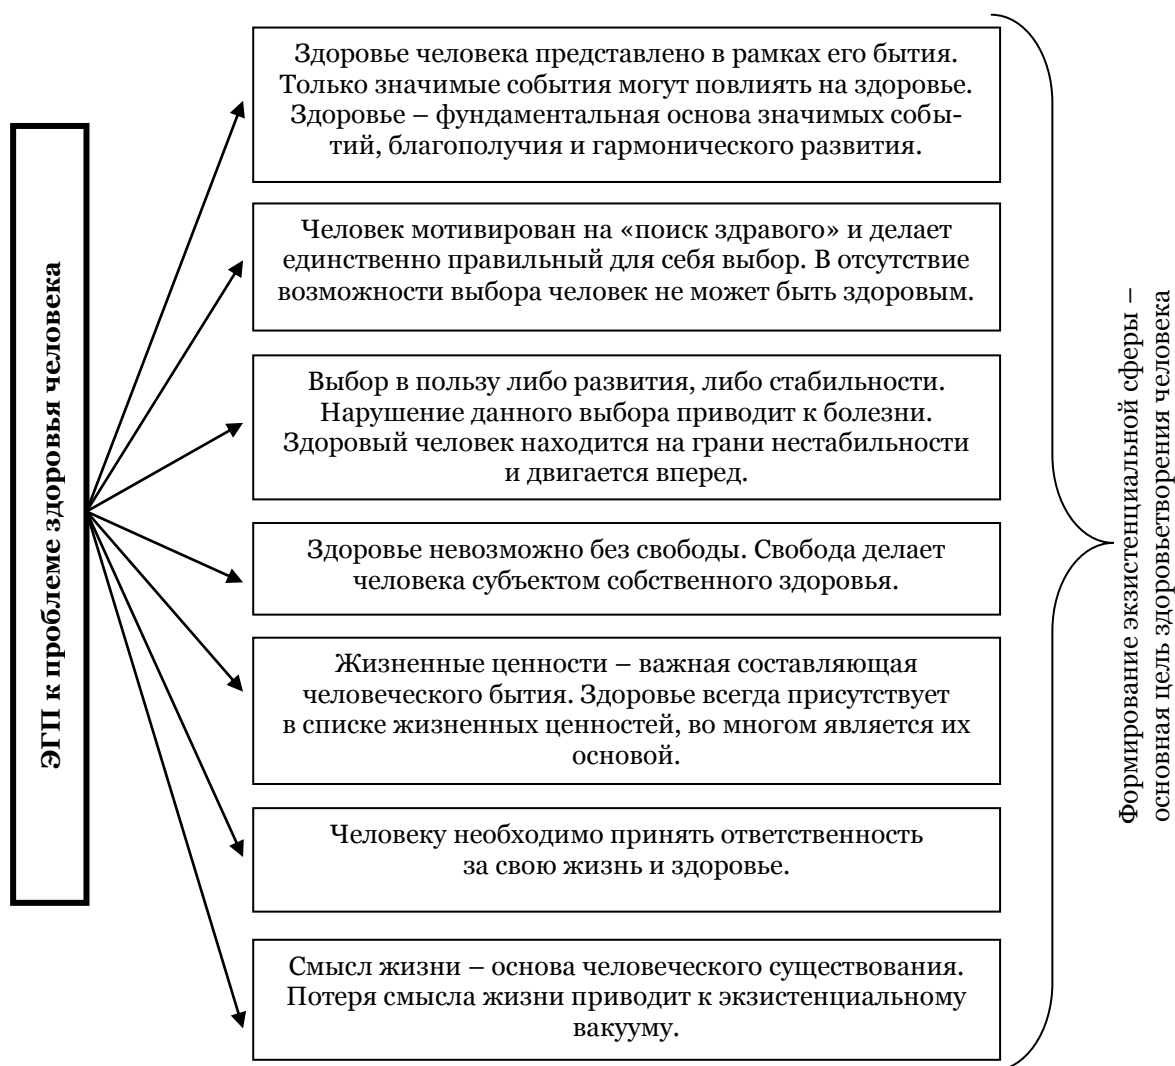 ЭГП к проблеме здоровья человека
Здоровье человека представлено в рамках его бытия.
Только значимые события могут повлиять на здоровье.
Здоровье – фундаментальная основа значимых собы-
тий, благополучия и гармонического развития.
Человек мотивирован на «поиск здравого» и делает
единственно правильный для себя выбор. В отсутствие
возможности выбора человек не может быть здоровым.
Выбор в пользу либо развития, либо стабильности.
Нарушение данного выбора приводит к болезни.
Здоровый человек находится на грани нестабильности
и двигается вперед.
Здоровье невозможно без свободы. Свобода делает
человека субъектом собственного здоровья.
Жизненные ценности – важная составляющая
человеческого бытия. Здоровье всегда присутствует
в списке жизненных ценностей, во многом является их
основой.
Человеку необходимо принять ответственность
за свою жизнь и здоровье.
Смысл жизни – основа человеческого существования.
Потеря смысла жизни приводит к экзистенциальному
вакууму.
Формирование экзистенциальной сферы –
основная цель здоровьетворения человека